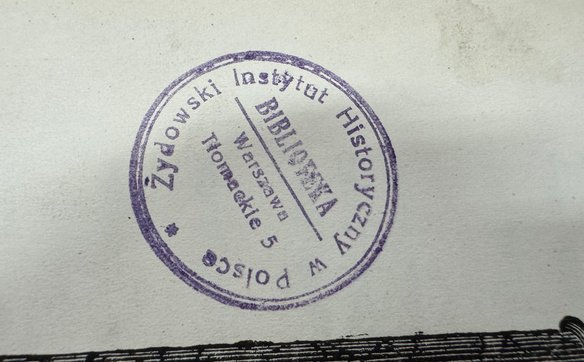 Żydowski Instytut Historyczny w Polsce *
BIBLIOTEKA
Warszawa
Tłomackie 5